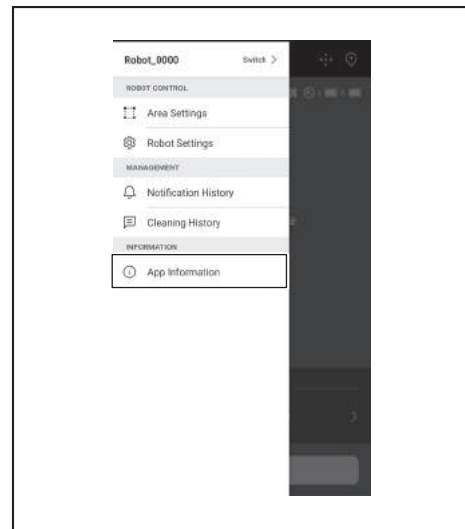 Robot_0000 Switch >
ROBOT CONTROL
Area Settings
Robot Settings
MANAGEMENT
Notification History
Cleaning History
INFORMATION
App Information